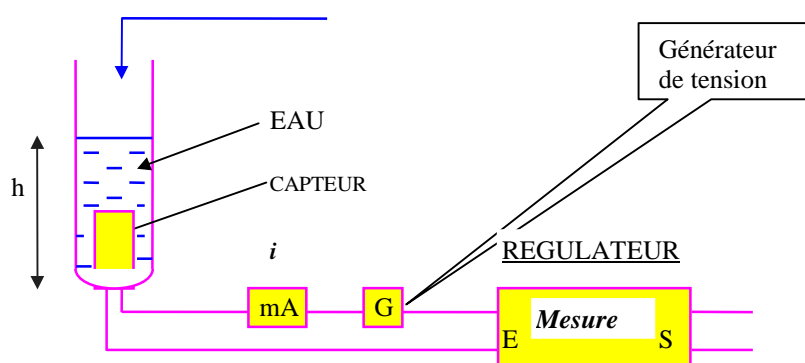 Générateur
de tension
EAU
h
CAPTEUR
i
REGULATEUR
mA
G
Mesure
E
S